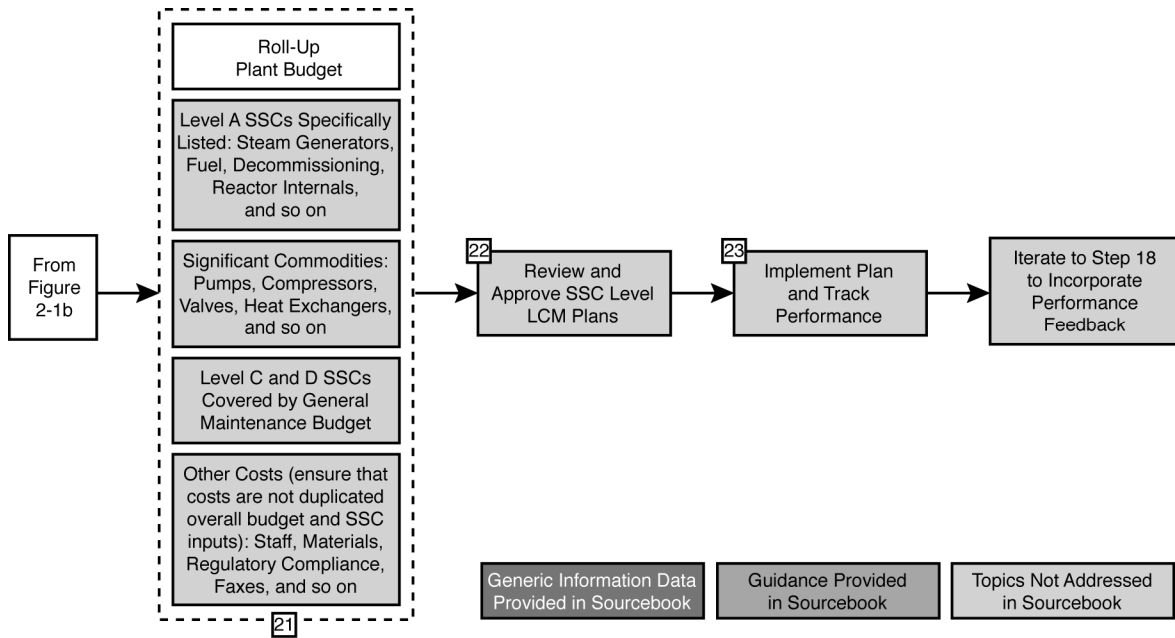 From
Figure
2-1b
Roll-Up
Plant Budget
Level A SSCs Specifically
Listed: Steam Generators,
Fuel, Decommissioning,
Reactor Internals,
and so on
Significant Commodities:
Pumps, Compressors,
Valves, Heat Exchangers,
and so on
Level C and D SSCs
Covered by General
Maintenance Budget
Other Costs (ensure that
costs are not duplicated
overall budget and SSC
inputs): Staff, Materials,
Regulatory Compliance,
Faxes, and so on
21
22
Review and
Approve SSC Level
LCM Plans
23
Implement Plan
and Track
Performance
Iterate to Step 18
to Incorporate
Performance
Feedback
Generic Information Data
Provided in Sourcebook
Guidance Provided
in Sourcebook
Topics Not Addressed
in Sourcebook